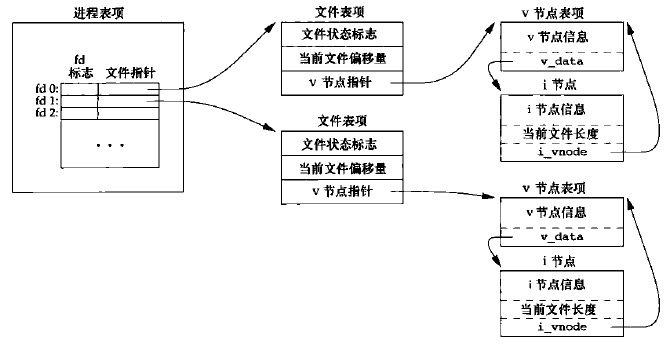 进程表项
fd
标志 文件指针
fd 0:
fd 1:
fd 2:
...
文件表项
文件状态标志
当前文件偏移量
v 节点指针
文件表项
文件状态标志
当前文件偏移量
v 节点指针
v 节点表项
v 节点信息
v_data
i 节点
i 节点信息
当前文件长度
i_vnode
v 节点表项
v 节点信息
v_data
i 节点
i 节点信息
当前文件长度
i_vnode